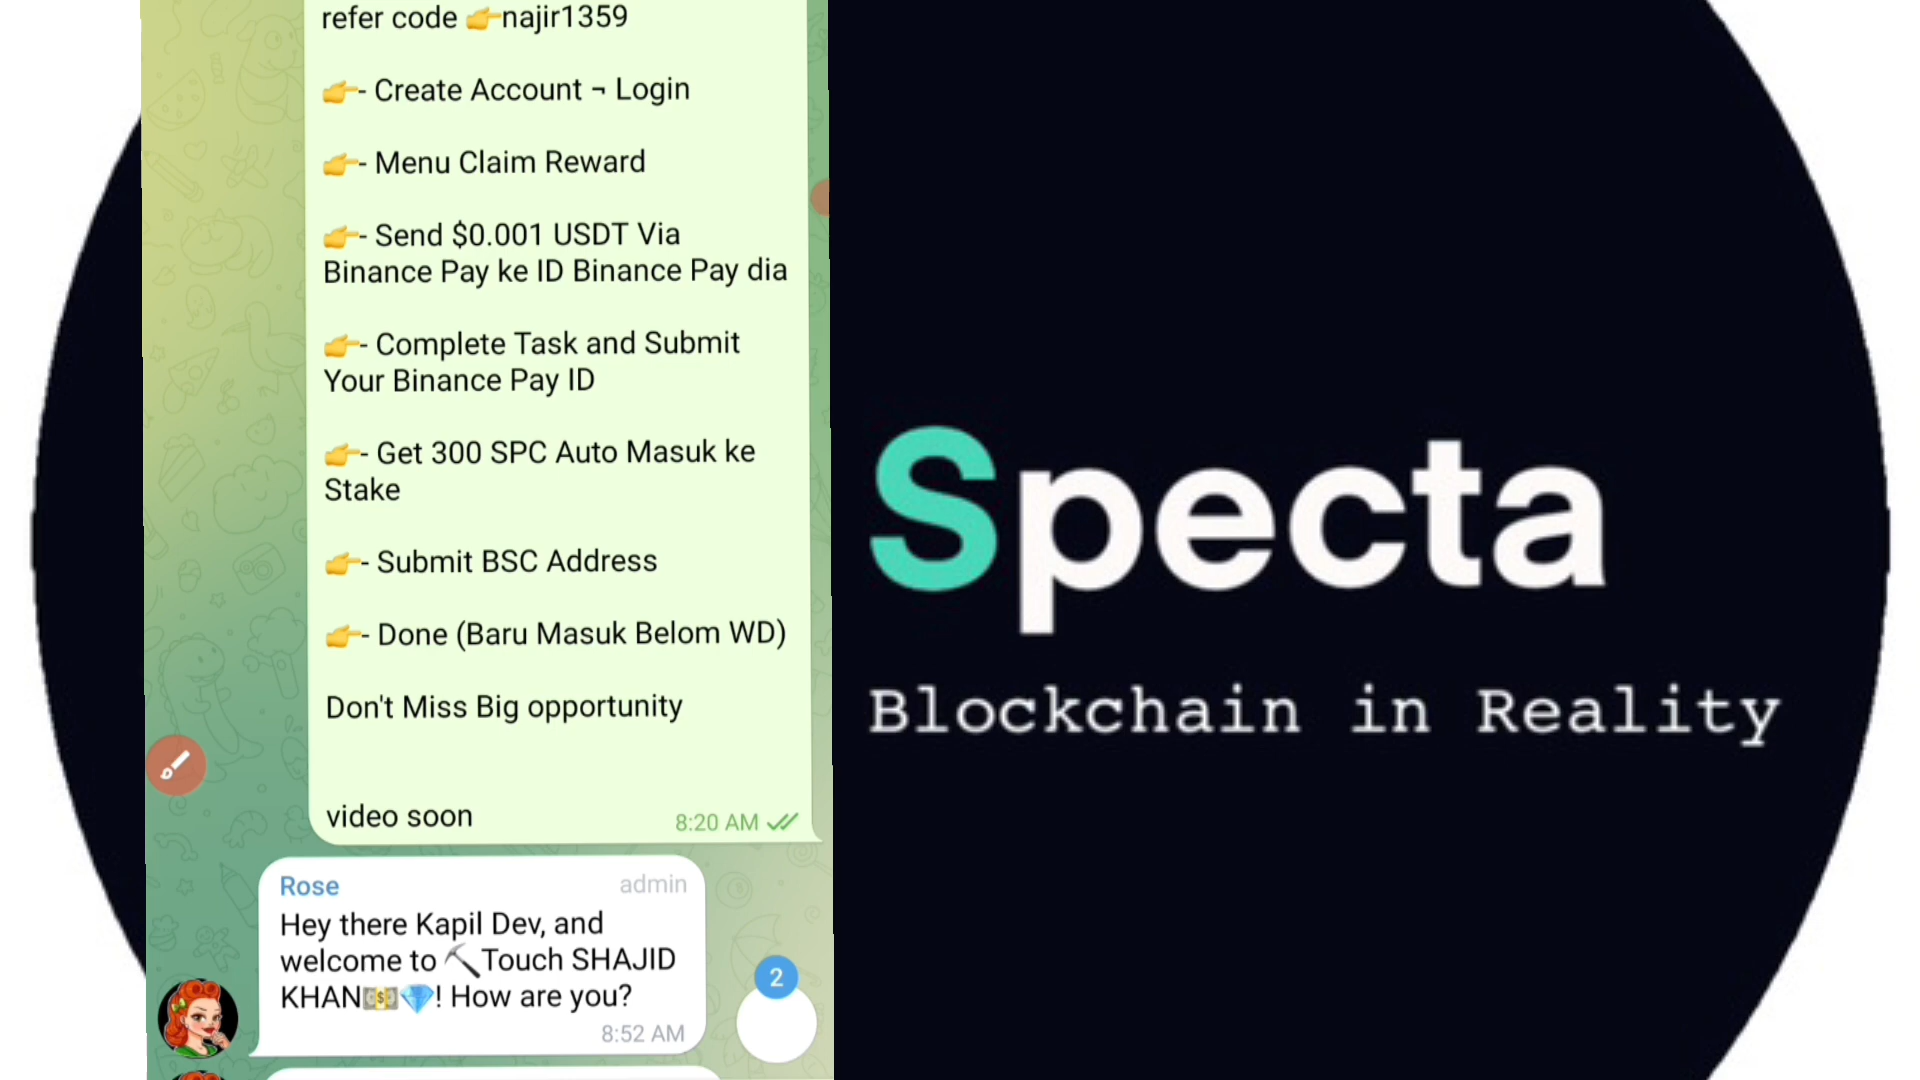 refer code 👉najir1359
👉- Create Account ¬ Login
👉- Menu Claim Reward
👉- Send $0.001 USDT Via
Binance Pay ke ID Binance Pay dia
👉- Complete Task and Submit
Your Binance Pay ID
👉- Get 300 SPC Auto Masuk ke
Stake
👉- Submit BSC Address
👉- Done (Baru Masuk Belom WD)
Don't Miss Big opportunity
video soon
8:20 AM
Rose admin
Hey there Kapil Dev, and
welcome to ⛏Touch SHAJID
KHAN💵💎! How are you?
8:52 AM
2
Specta
Blockchain in Reality